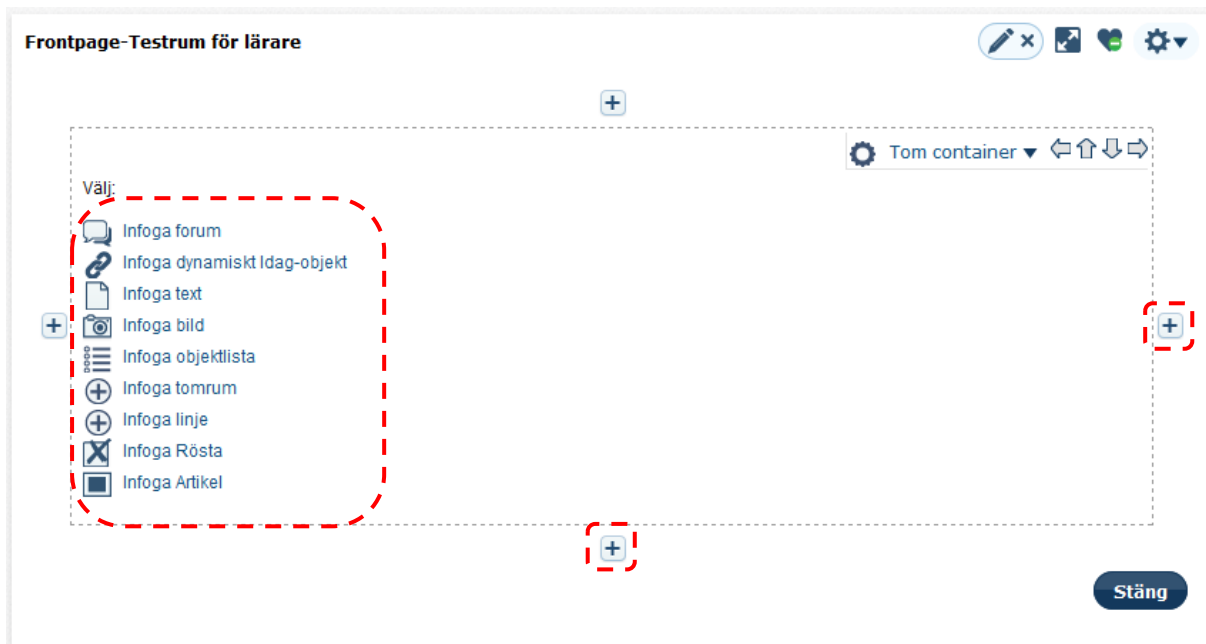 Frontpage-Testrum för lärare
Tom container
Välj:
Infoga forum
Infoga dynamiskt Idag-objekt
Infoga text
Infoga bild
Infoga objektlista
Infoga tomrum
Infoga linje
Infoga Rösta
Infoga Artikel
Stäng